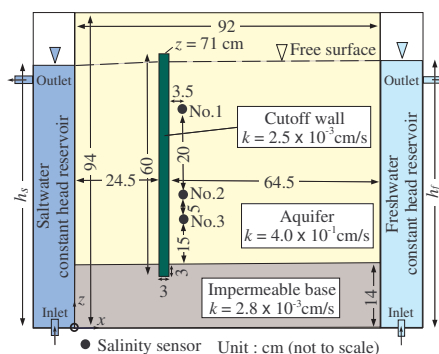 92
z = 71 cm
Free surface
Outlet
Outlet
3.5
No.1
Cutoff wall
k = 2.5 x 10⁻³cm/s
94
60
20
24.5
64.5
No.2
5
No.3
15
Aquifer
k = 4.0 x 10⁻¹cm/s
hₛ
Saltwater
constant head reservoir
Freshwater
constant head reservoir
h_f
3
3
Impermeable base
k = 2.8 x 10⁻³cm/s
14
Inlet
z
x
Inlet
Salinity sensor Unit : cm (not to scale)